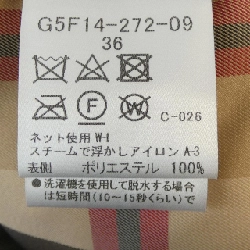 G5F14-272-09
36
C-026
ネット使用 W-1
スチームで浮かしアイロン A-3
表側 ポリエステル 100%
●洗濯機を使用して脱水する場合
は短時間(10~15秒くらい)で